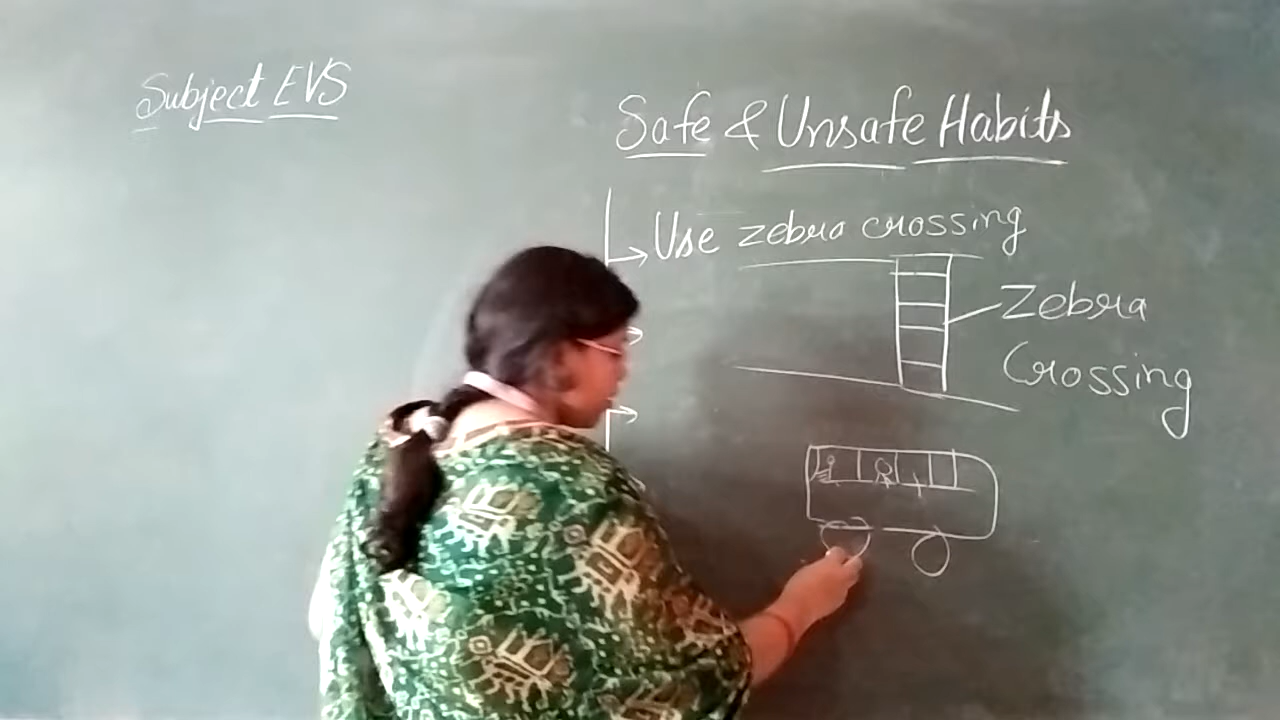 Subject EVS
Safe & Unsafe Habits
Use zebra crossing
Zebra
Crossing